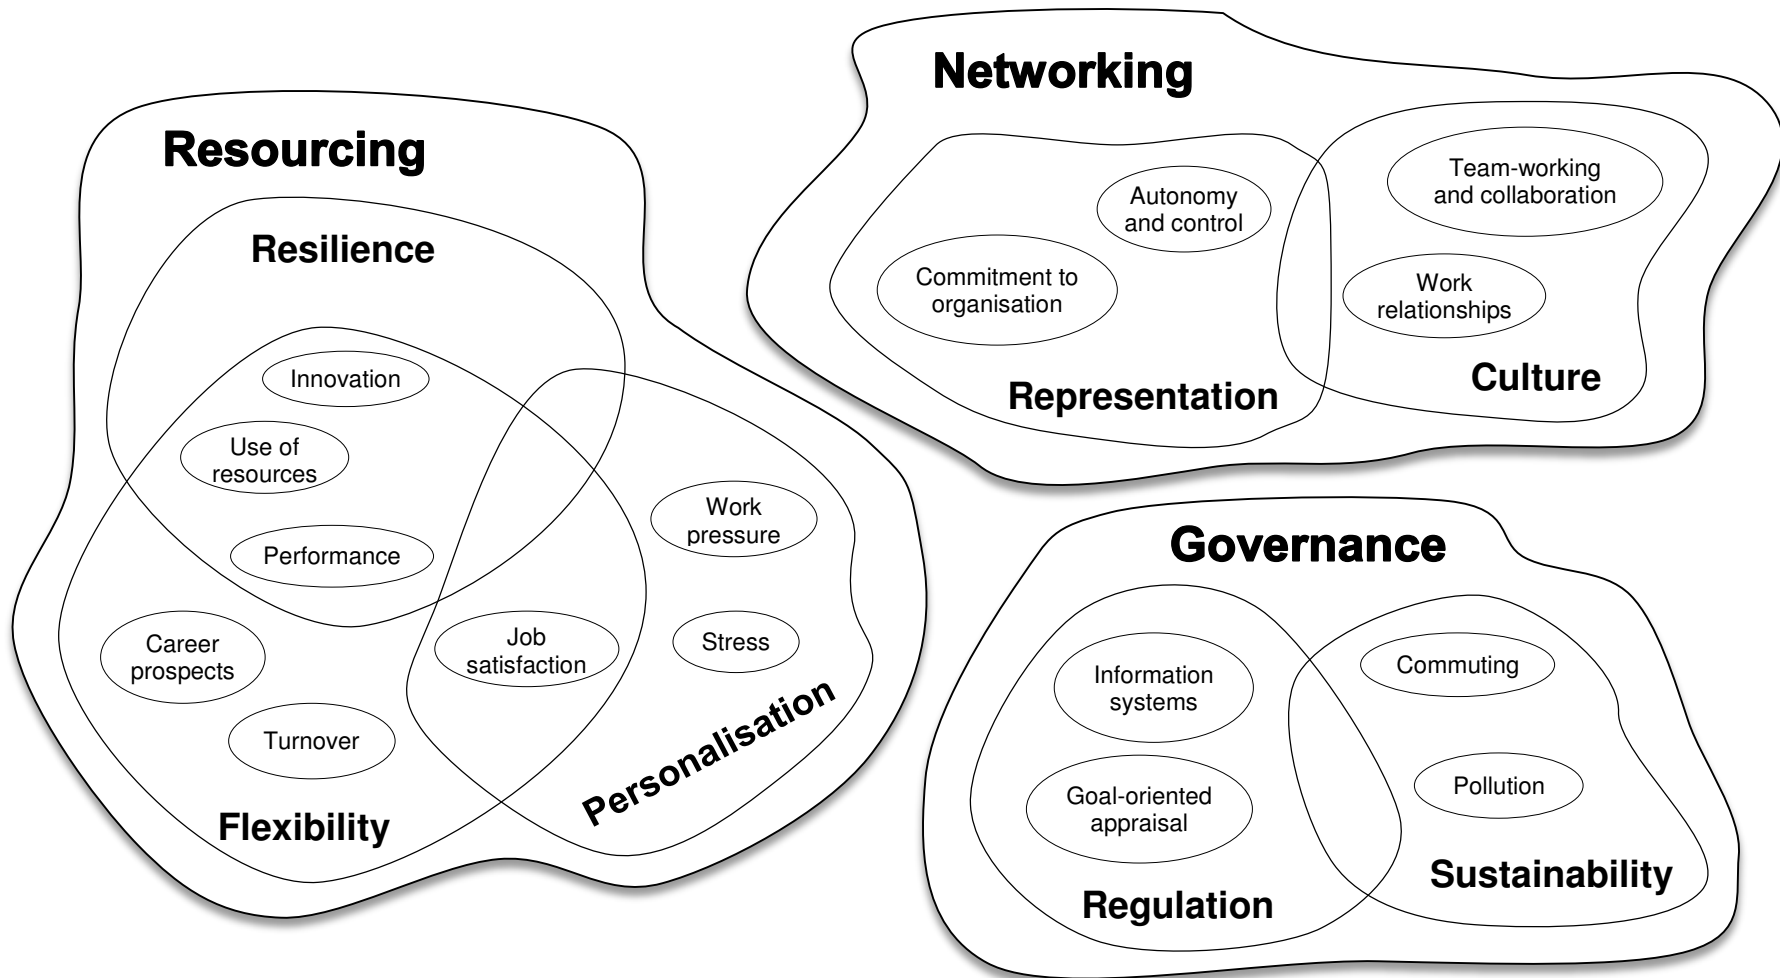 Resourcing
Resilience
Innovation
Use of
resources
Performance
Career
prospects
Turnover
Flexibility
Job
satisfaction
Work
pressure
Stress
Personalisation
Networking
Autonomy
and control
Commitment to
organisation
Representation
Team-working
and collaboration
Work
relationships
Culture
Governance
Information
systems
Goal-oriented
appraisal
Regulation
Commuting
Pollution
Sustainability